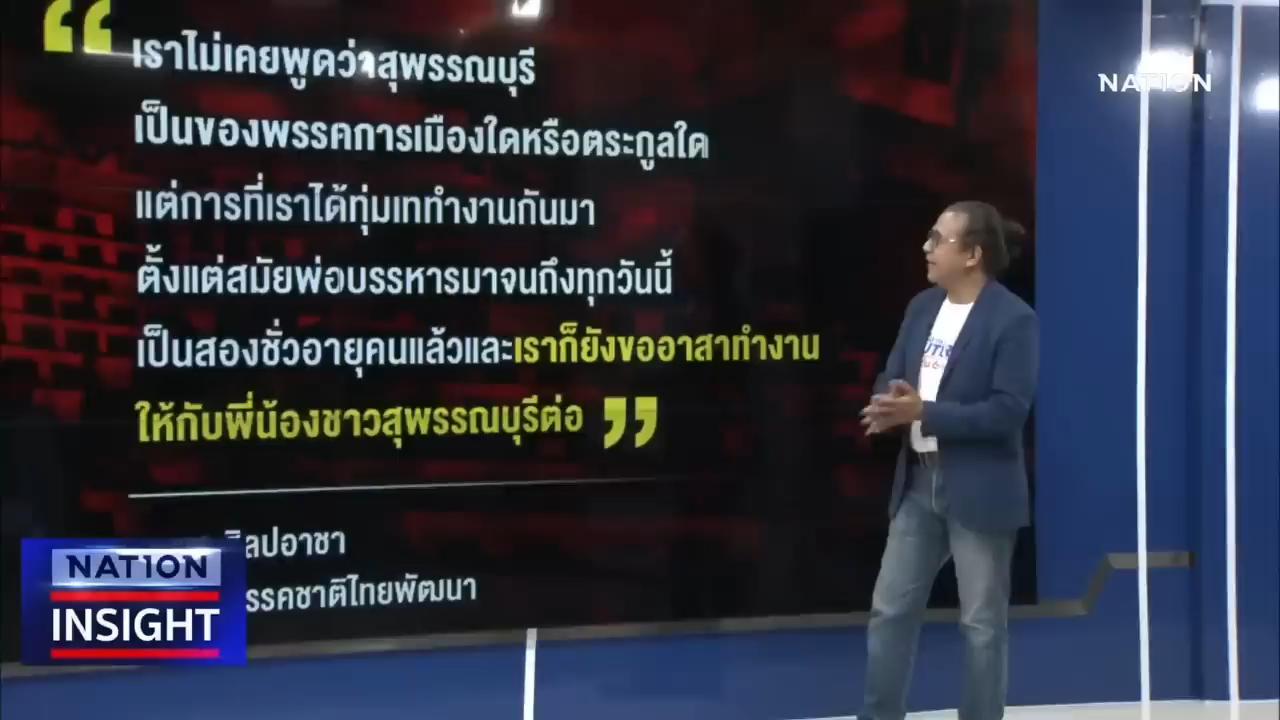 “
เราไม่เคยพูดว่าสุพรรณบุรี
เป็นของพรรคการเมืองใดหรือตระกูลใด
แต่การที่เราได้ทุ่มเททำงานกันมา
ตั้งแต่สมัยพ่อบรรหารมาจนถึงทุกวันนี้
เป็นสองชั่วอายุคนแล้วและเราก็ยังขออาสาทำงาน
ให้กับพี่น้องชาวสุพรรณบุรีต่อ ”
ศิลปอาชา
พรรคชาติไทยพัฒนา
NATION
NATION
INSIGHT